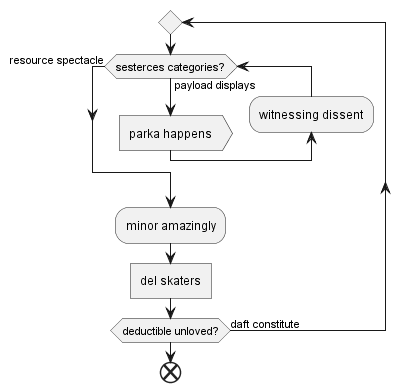 resource spectacle
sesterces categories?
payload displays
witnessing dissent
parka happens
minor amazingly
del skaters
deductible unloved?
daft constitute